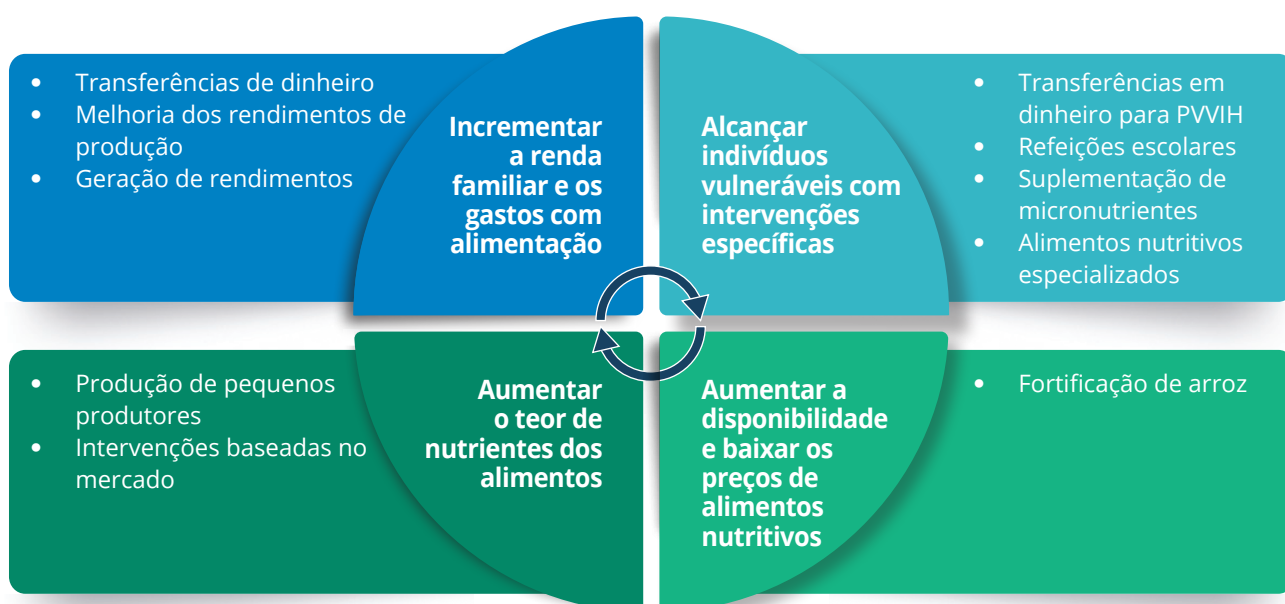 Transferências de dinheiro
Melhoria dos rendimentos de
produção
Geração de rendimentos
Incrementar
a renda
familiar e os
gastos com
alimentação
Alcançar
indivíduos
vulneráveis com
intervenções
específicas
Transferências em
dinheiro para PVVIH
Refeições escolares
Suplementação de
micronutrientes
Alimentos nutritivos
especializados
Produção de pequenos
produtores
Intervenções baseadas no
mercado
Aumentar
o teor de
nutrientes dos
alimentos
Aumentar a
disponibilidade
e baixar os
preços de
alimentos
nutritivos
Fortificação de arroz